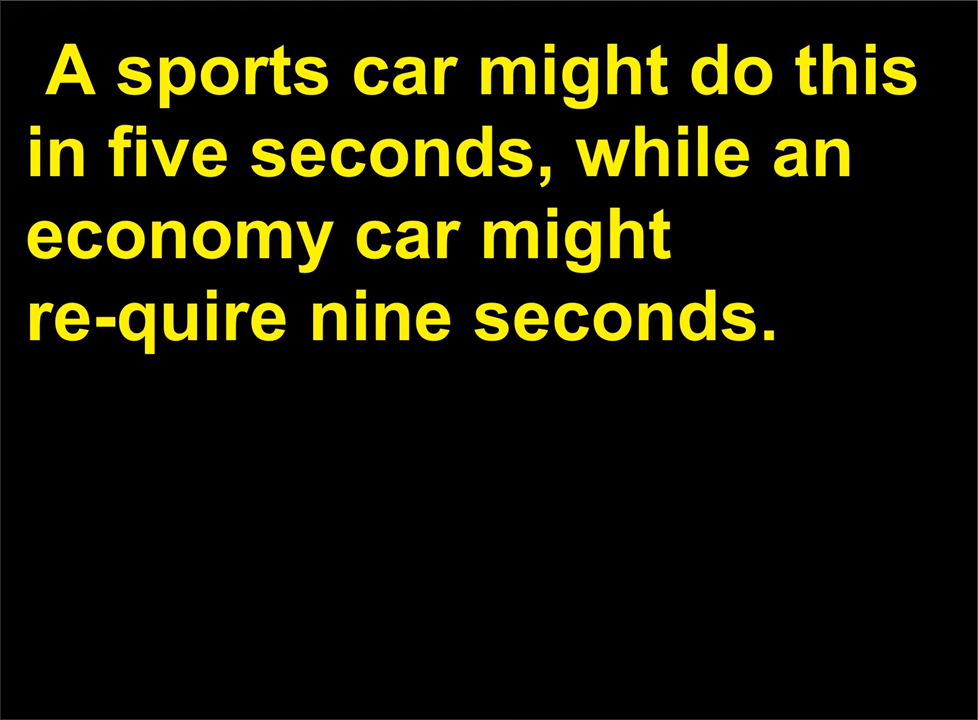 A sports car might do this
in five seconds, while an
economy car might
re-quire nine seconds.